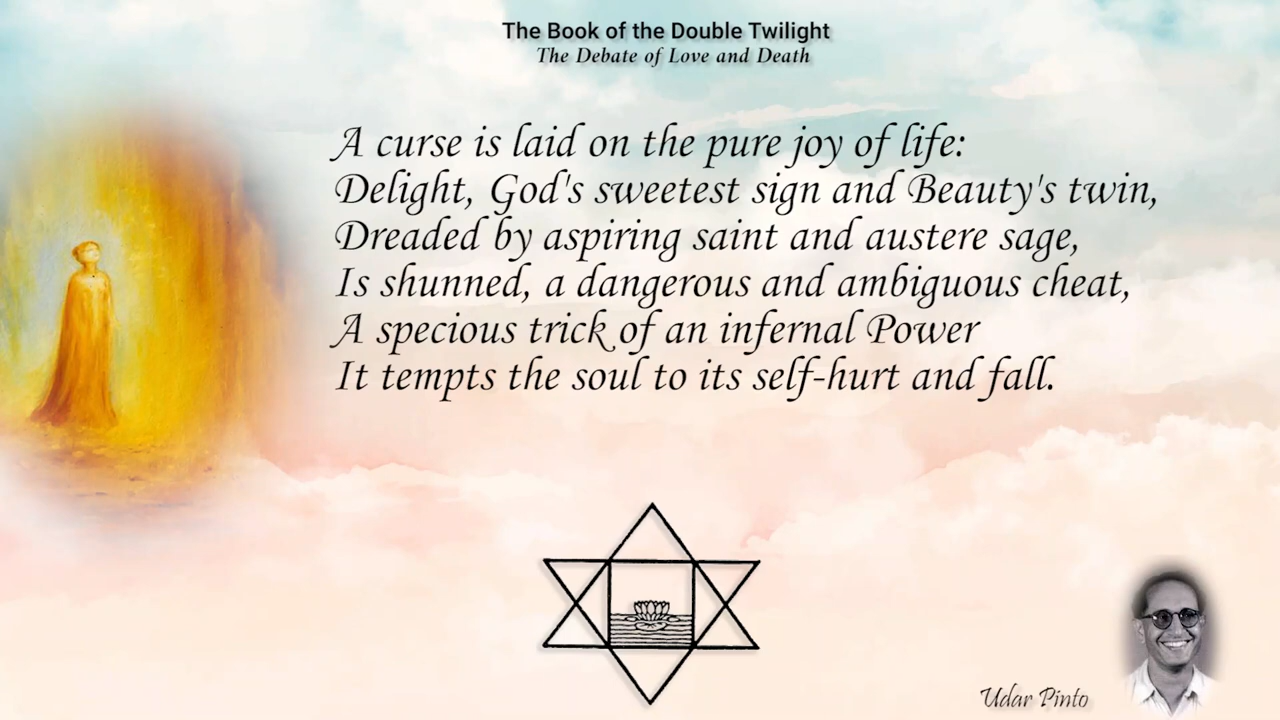 The Book of the Double Twilight
The Debate of Love and Death
A curse is laid on the pure joy of life:
Delight, God's sweetest sign and Beauty's twin,
Dreaded by aspiring saint and austere sage,
Is shunned, a dangerous and ambiguous cheat,
A specious trick of an infernal Power
It tempts the soul to its self-hurt and fall.
Udar Pinto